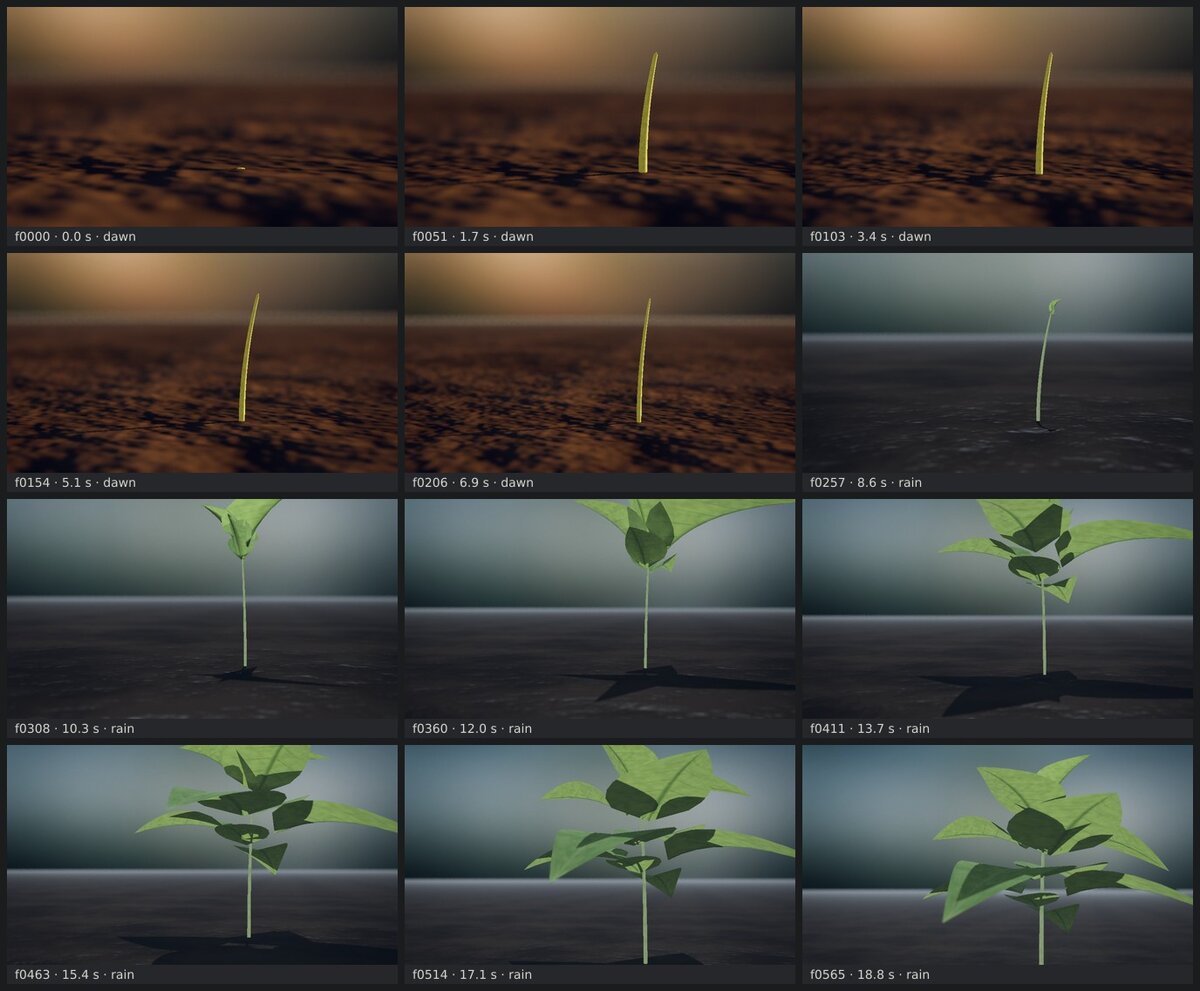 f0000 · 0.0 s · dawn
f0051 · 1.7 s · dawn
f0103 · 3.4 s · dawn
f0154 · 5.1 s · dawn
f0206 · 6.9 s · dawn
f0257 · 8.6 s · rain
f0308 · 10.3 s · rain
f0360 · 12.0 s · rain
f0411 · 13.7 s · rain
f0463 · 15.4 s · rain
f0514 · 17.1 s · rain
f0565 · 18.8 s · rain